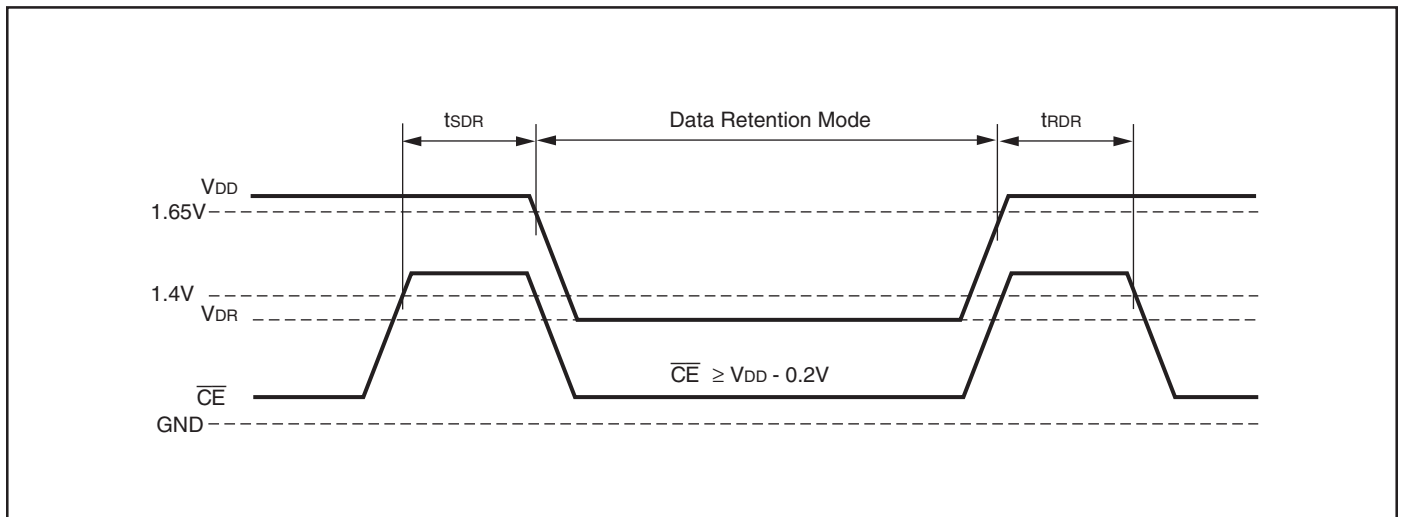 tSDR
Data Retention Mode
tRDR
VDD
1.65V
1.4V
VDR
CE ≥ VDD - 0.2V
CE
GND